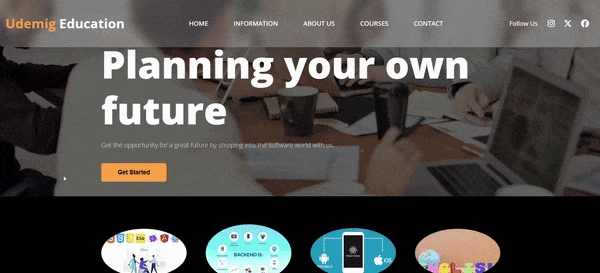 Udemig Education
HOME
INFORMATION
ABOUT US
COURSES
CONTACT
Follow Us
Planning your own
future
Get the opportunity for a great future by stepping into the software world with us.
Get Started
BACKEND IS:
iOS